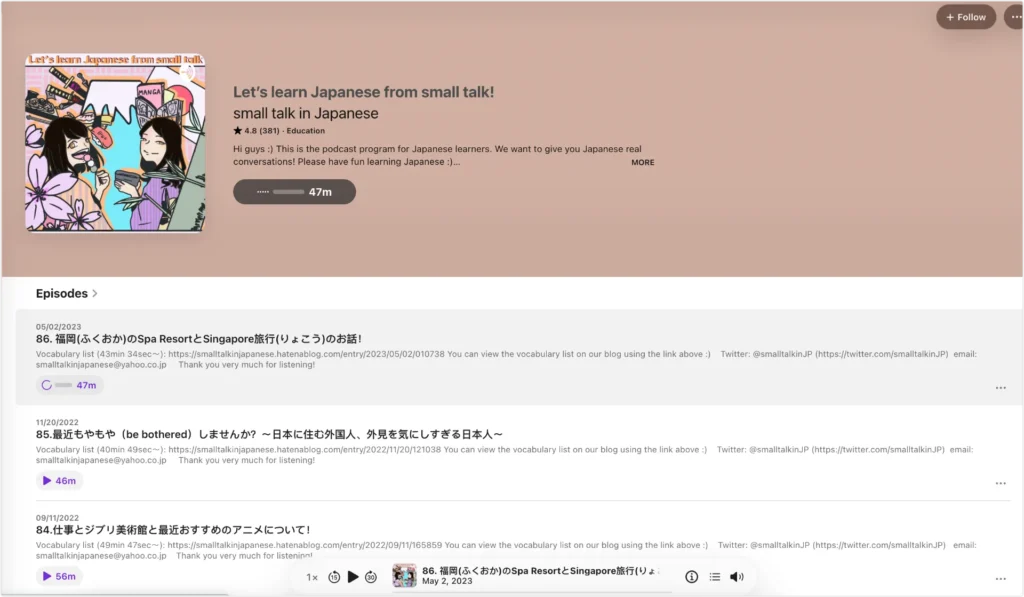 + Follow
Let's learn Japanese from small talk
MANGA
Let's learn Japanese from small talk!
small talk in Japanese
★ 4.8 (381) · Education
Hi guys :) This is the podcast program for Japanese learners. We want to give you Japanese real
conversations! Please have fun learning Japanese :)...
MORE
47m
Episodes
05/02/2023
86. 福岡(ふくおか)のSpa ResortとSingapore旅行(りょこう)のお話!
Vocabulary list (43min 34sec〜): https://smalltalkinjapanese.hatenablog.com/entry/2023/05/02/010738 You can view the vocabulary list on our blog using the link above :) Twitter: @smalltalkinJP (https://twitter.com/smalltalkinJP) email:
smalltalkinjapanese@yahoo.co.jp Thank you very much for listening!
47m
11/20/2022
85.最近もやもや（be bothered）しませんか？〜日本に住む外国人、外見を気にしすぎる日本人〜
Vocabulary list (40min 49sec〜): https://smalltalkinjapanese.hatenablog.com/entry/2022/11/20/121038 You can view the vocabulary list on our blog using the link above :) Twitter: @smalltalkinJP (https://twitter.com/smalltalkinJP) email:
smalltalkinjapanese@yahoo.co.jp Thank you very much for listening!
46m
09/11/2022
84.仕事とジブリ美術館と最近おすすめのアニメについて！
Vocabulary list (49min 47sec〜): https://smalltalkinjapanese.hatenablog.com/entry/2022/09/11/165859 You can view the vocabulary list on our blog using the link above :) Twitter: @smalltalkinJP (https://twitter.com/smalltalkinJP) email:
smalltalkinjapanese@yahoo.co.jp Thank you very much for listening!
56m
1×
15
30
86. 福岡(ふくおか)のSpa ResortとSingapore旅行(りょ
May 2, 2023